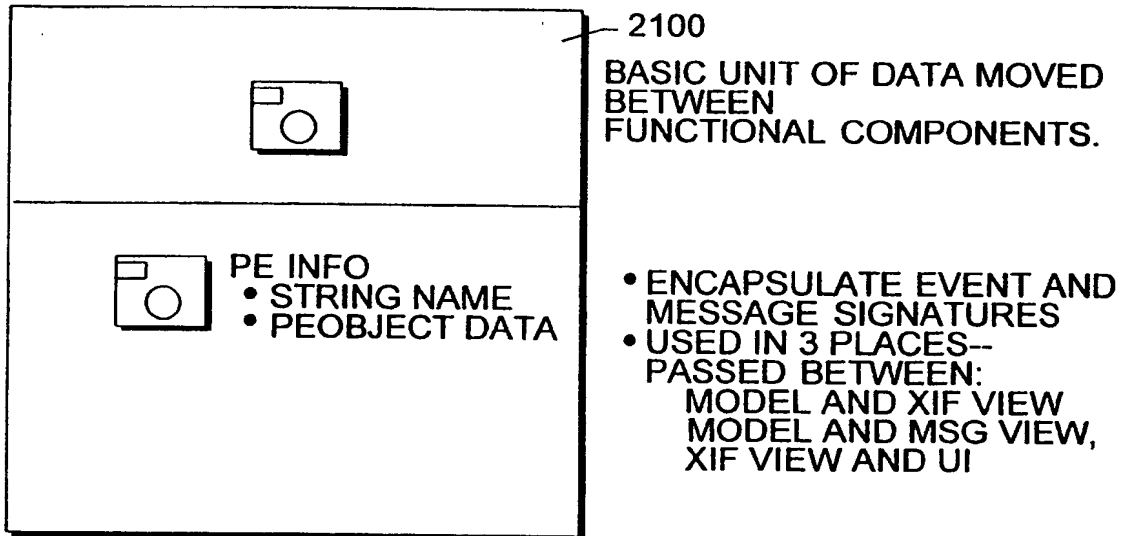 2100
BASIC UNIT OF DATA MOVED
BETWEEN
FUNCTIONAL COMPONENTS.
PE INFO
• STRING NAME
• PEOBJECT DATA
• ENCAPSULATE EVENT AND
MESSAGE SIGNATURES
• USED IN 3 PLACES--
PASSED BETWEEN:
MODEL AND XIF VIEW
MODEL AND MSG VIEW,
XIF VIEW AND UI